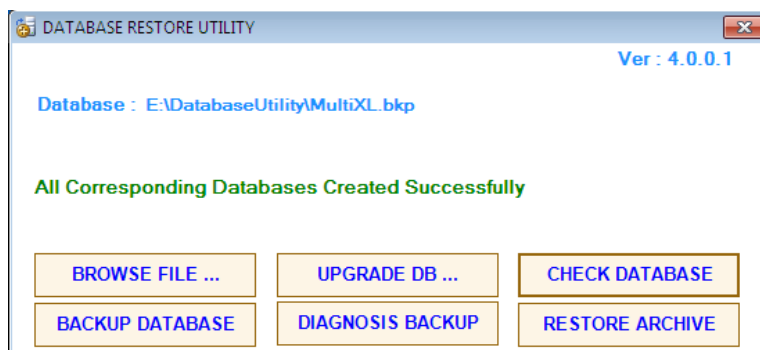 DATABASE RESTORE UTILITY
Ver : 4.0.0.1
Database : E:\DatabaseUtility\MultiXL.bkp
All Corresponding Databases Created Successfully
BROWSE FILE ... UPGRADE DB ... CHECK DATABASE
BACKUP DATABASE DIAGNOSIS BACKUP RESTORE ARCHIVE